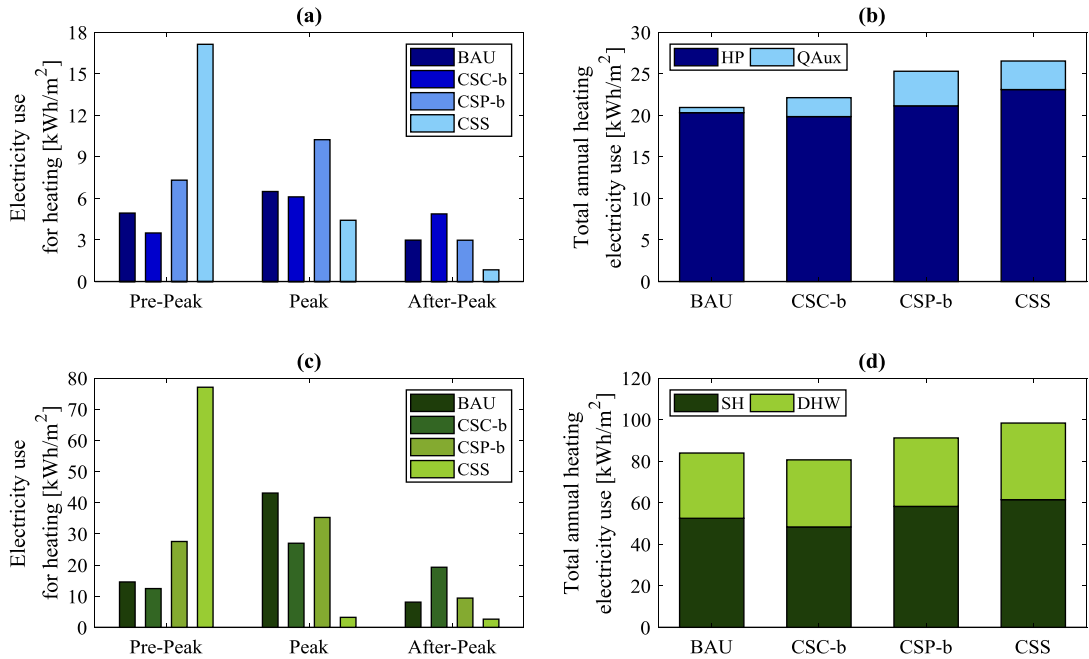 (a)
Electricity use
for heating [kWh/m²]
18
15
12
9
6
3
0
BAU
CSC-b
CSP-b
CSS
Pre-Peak Peak After-Peak
(b)
Total annual heating
electricity use [kWh/m²]
30
25
20
15
10
5
0
HP QAux
BAU CSC-b CSP-b CSS
(c)
Electricity use
for heating [kWh/m²]
80
70
60
50
40
30
20
10
0
BAU
CSC-b
CSP-b
CSS
Pre-Peak Peak After-Peak
(d)
Total annual heating
electricity use [kWh/m²]
120
100
80
60
40
20
0
SH DHW
BAU CSC-b CSP-b CSS